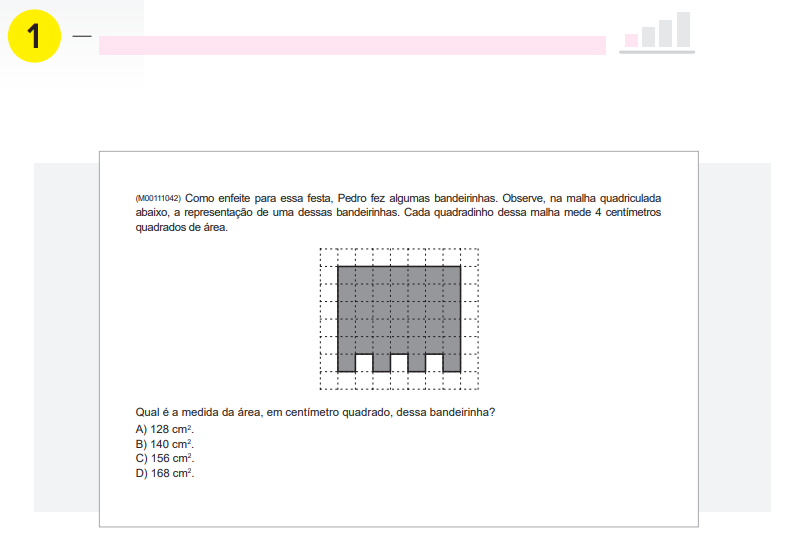 1 —
(M00111042) Como enfeite para essa festa, Pedro fez algumas bandeirinhas. Observe, na malha quadriculada
abaixo, a representação de uma dessas bandeirinhas. Cada quadradinho dessa malha mede 4 centímetros
quadrados de área.
Qual é a medida da área, em centímetro quadrado, dessa bandeirinha?
A) 128 cm².
B) 140 cm².
C) 156 cm².
D) 168 cm².